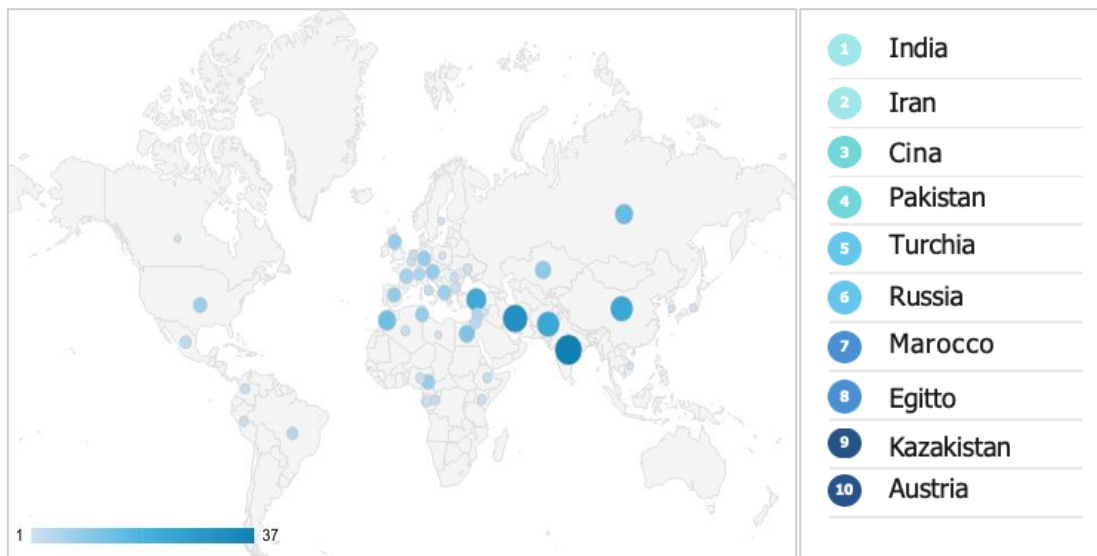 1 India
2 Iran
3 Cina
4 Pakistan
5 Turchia
6 Russia
7 Marocco
8 Egitto
9 Kazakistan
10 Austria
1 37